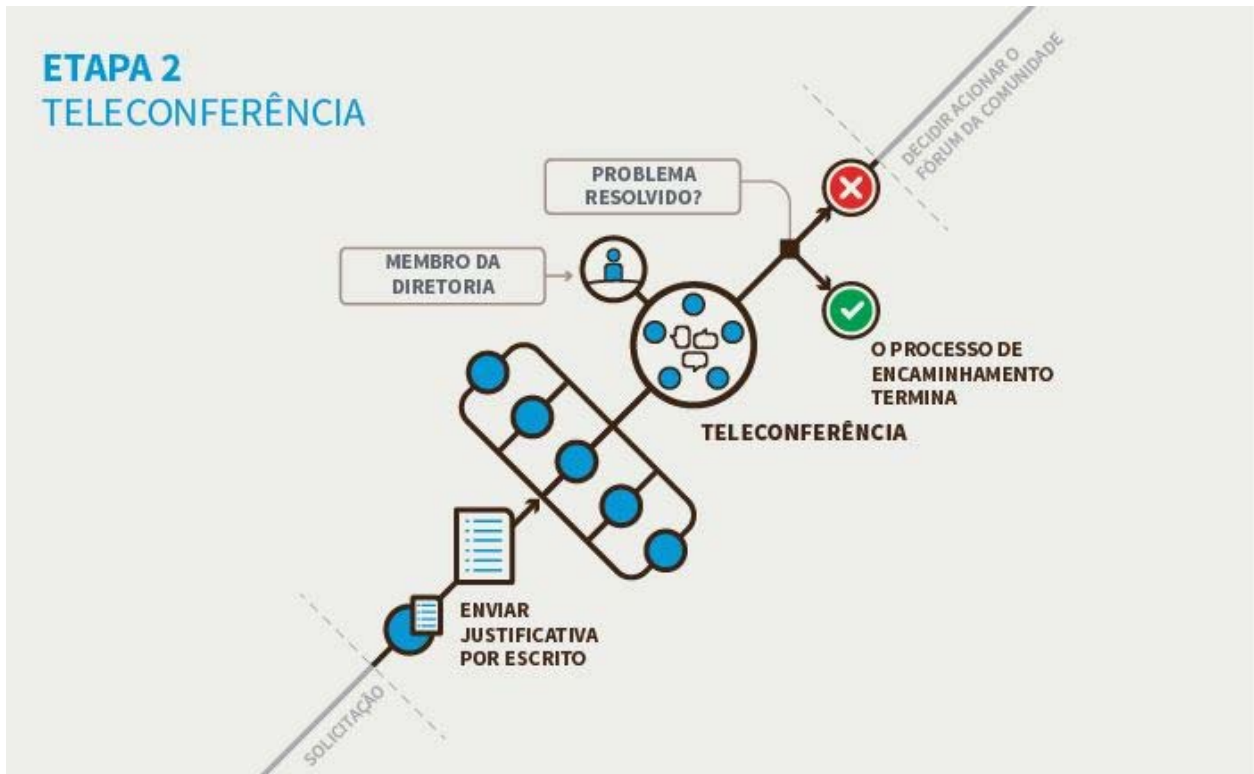 ETAPA 2
TELECONFERÊNCIA
DECIDIR ACIONAR O
FÓRUM DA COMUNIDADE
PROBLEMA
RESOLVIDO?
MEMBRO DA
DIRETORIA
O PROCESSO DE
ENCAMINHAMENTO
TERMINA
TELECONFERÊNCIA
ENVIAR
JUSTIFICATIVA
POR ESCRITO
SOLICITAÇÃO